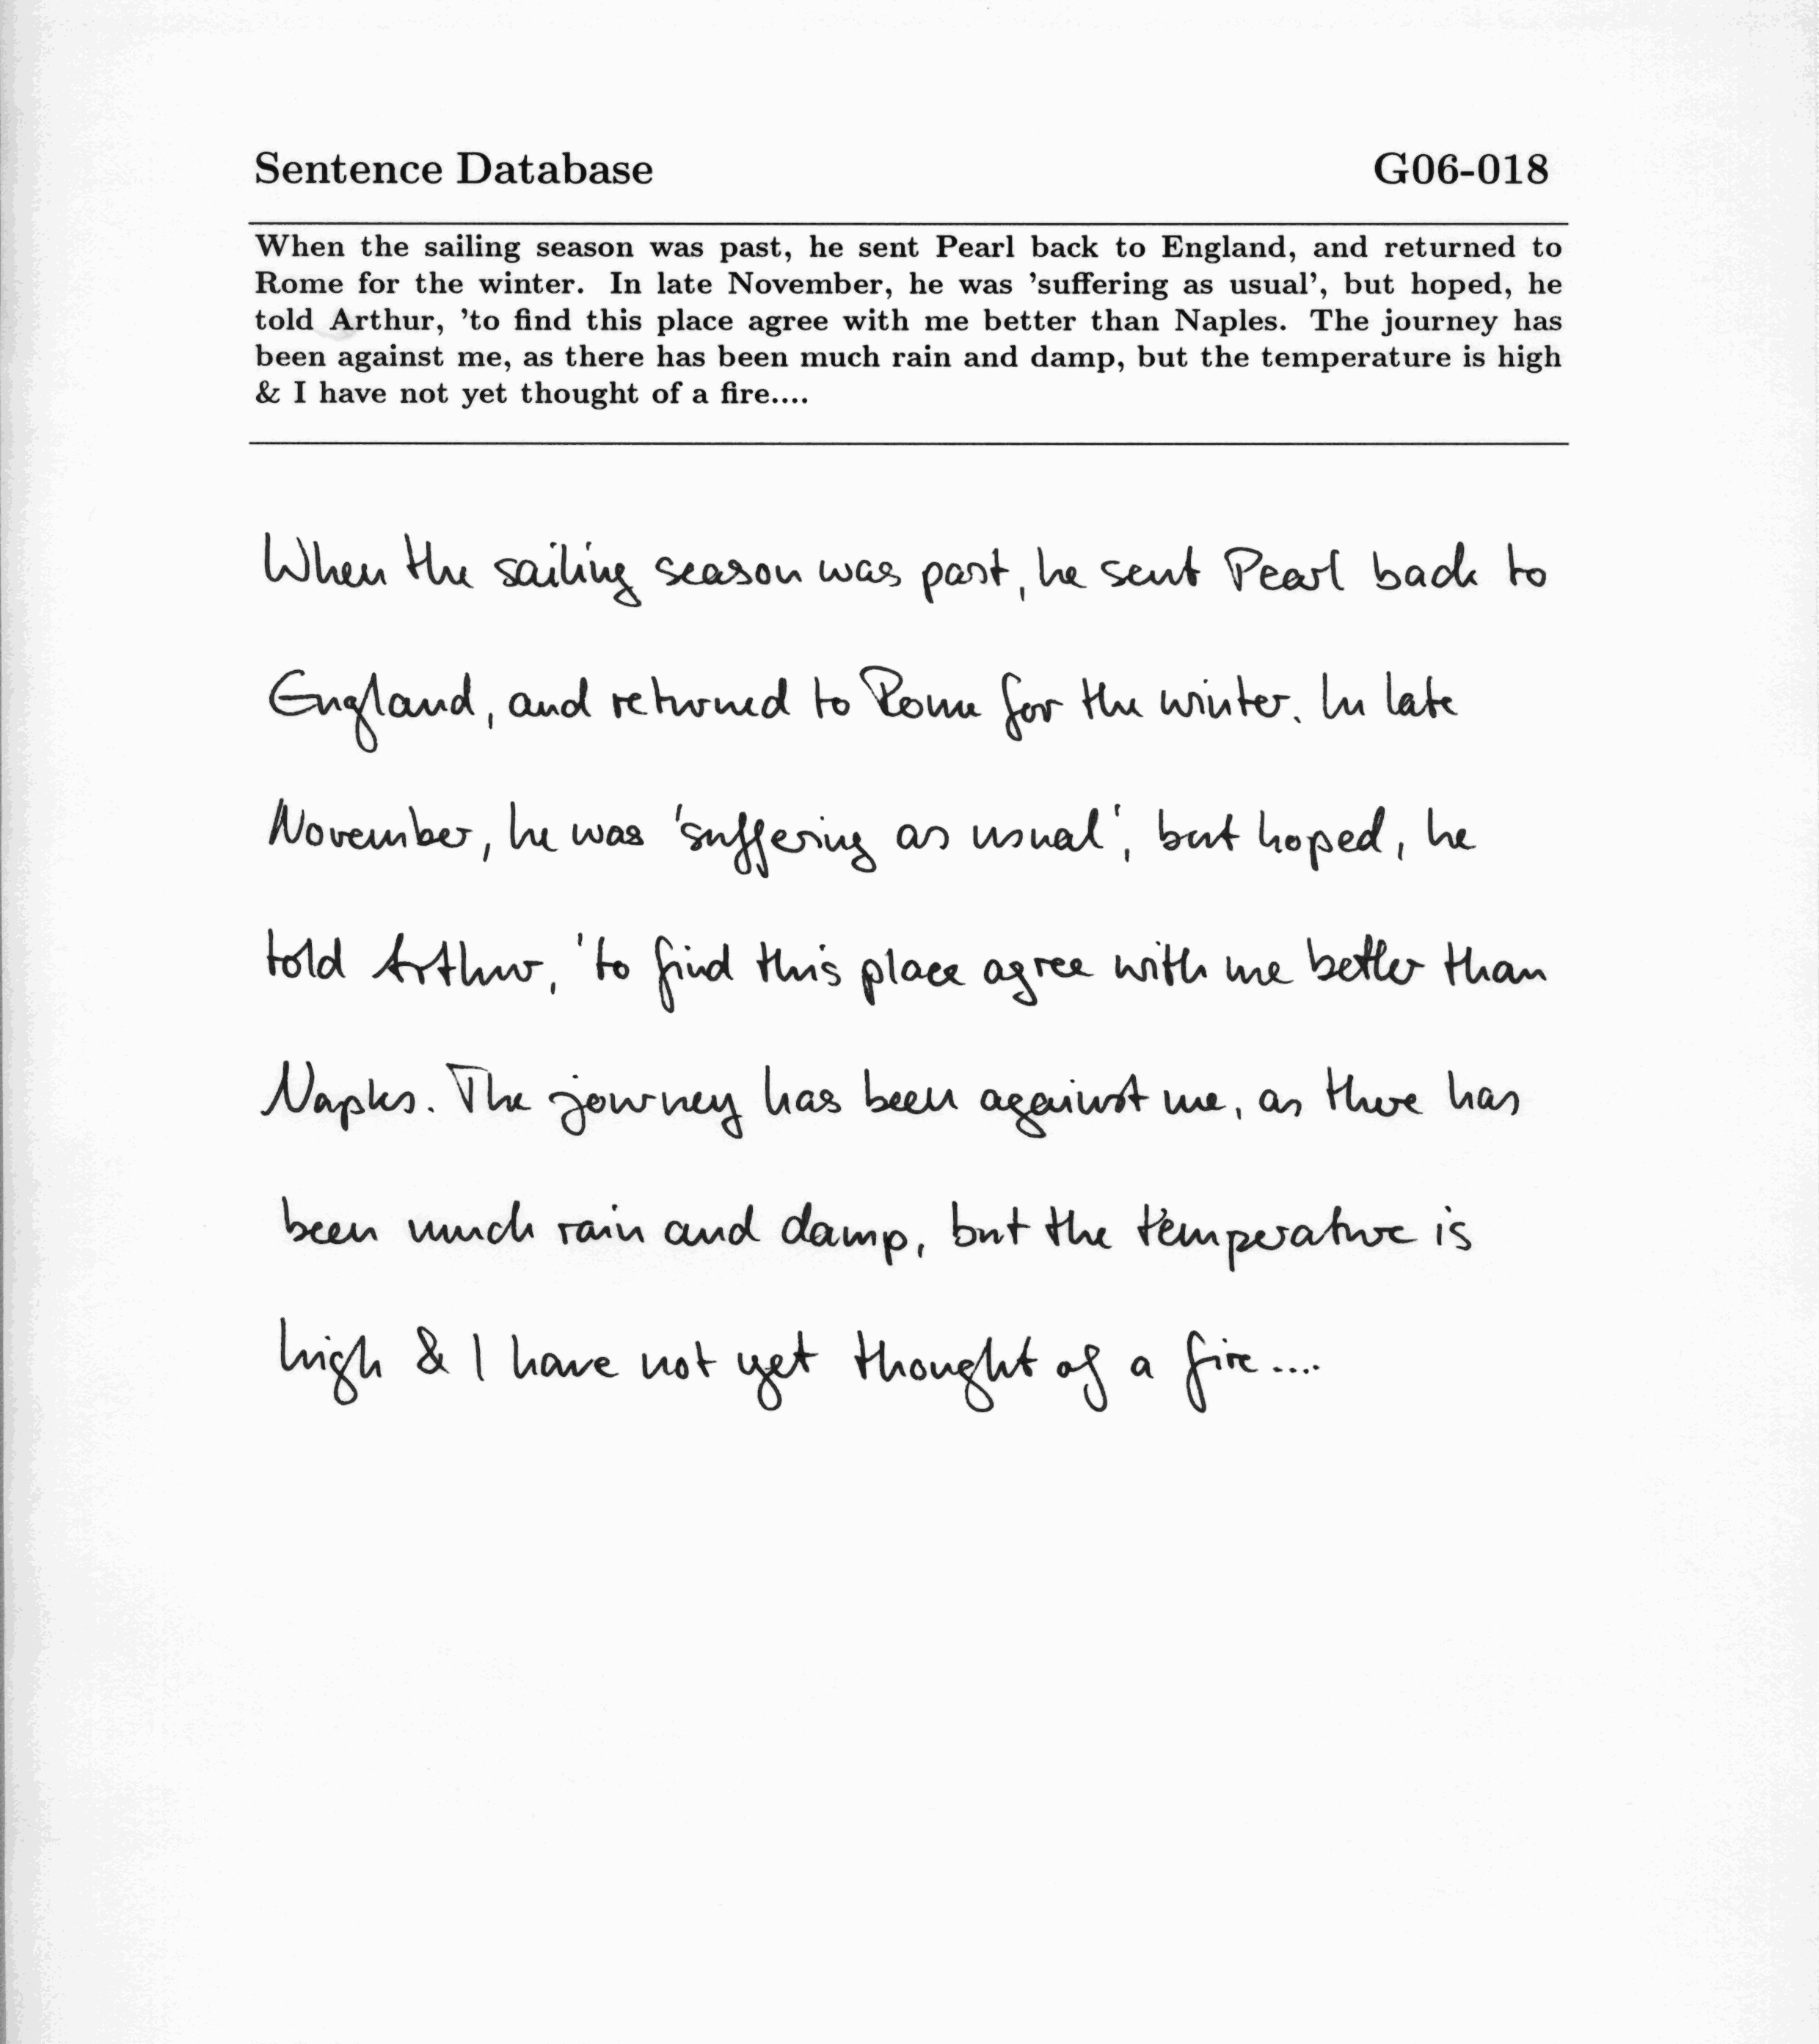 Sentence Database G06-018
When the sailing season was past, he sent Pearl back to England, and returned to
Rome for the winter. In late November, he was 'suffering as usual', but hoped, he
told Arthur, 'to find this place agree with me better than Naples. The journey has
been against me, as there has been much rain and damp, but the temperature is high
& I have not yet thought of a fire....
When the sailing season was past, he sent Pearl back to
England, and returned to Rome for the winter. In late
November, he was 'suffering as usual', but hoped, he
told Arthur, 'to find this place agree with me better than
Naples. The journey has been against me, as there has
been much rain and damp, but the temperature is
high & I have not yet thought of a fire....